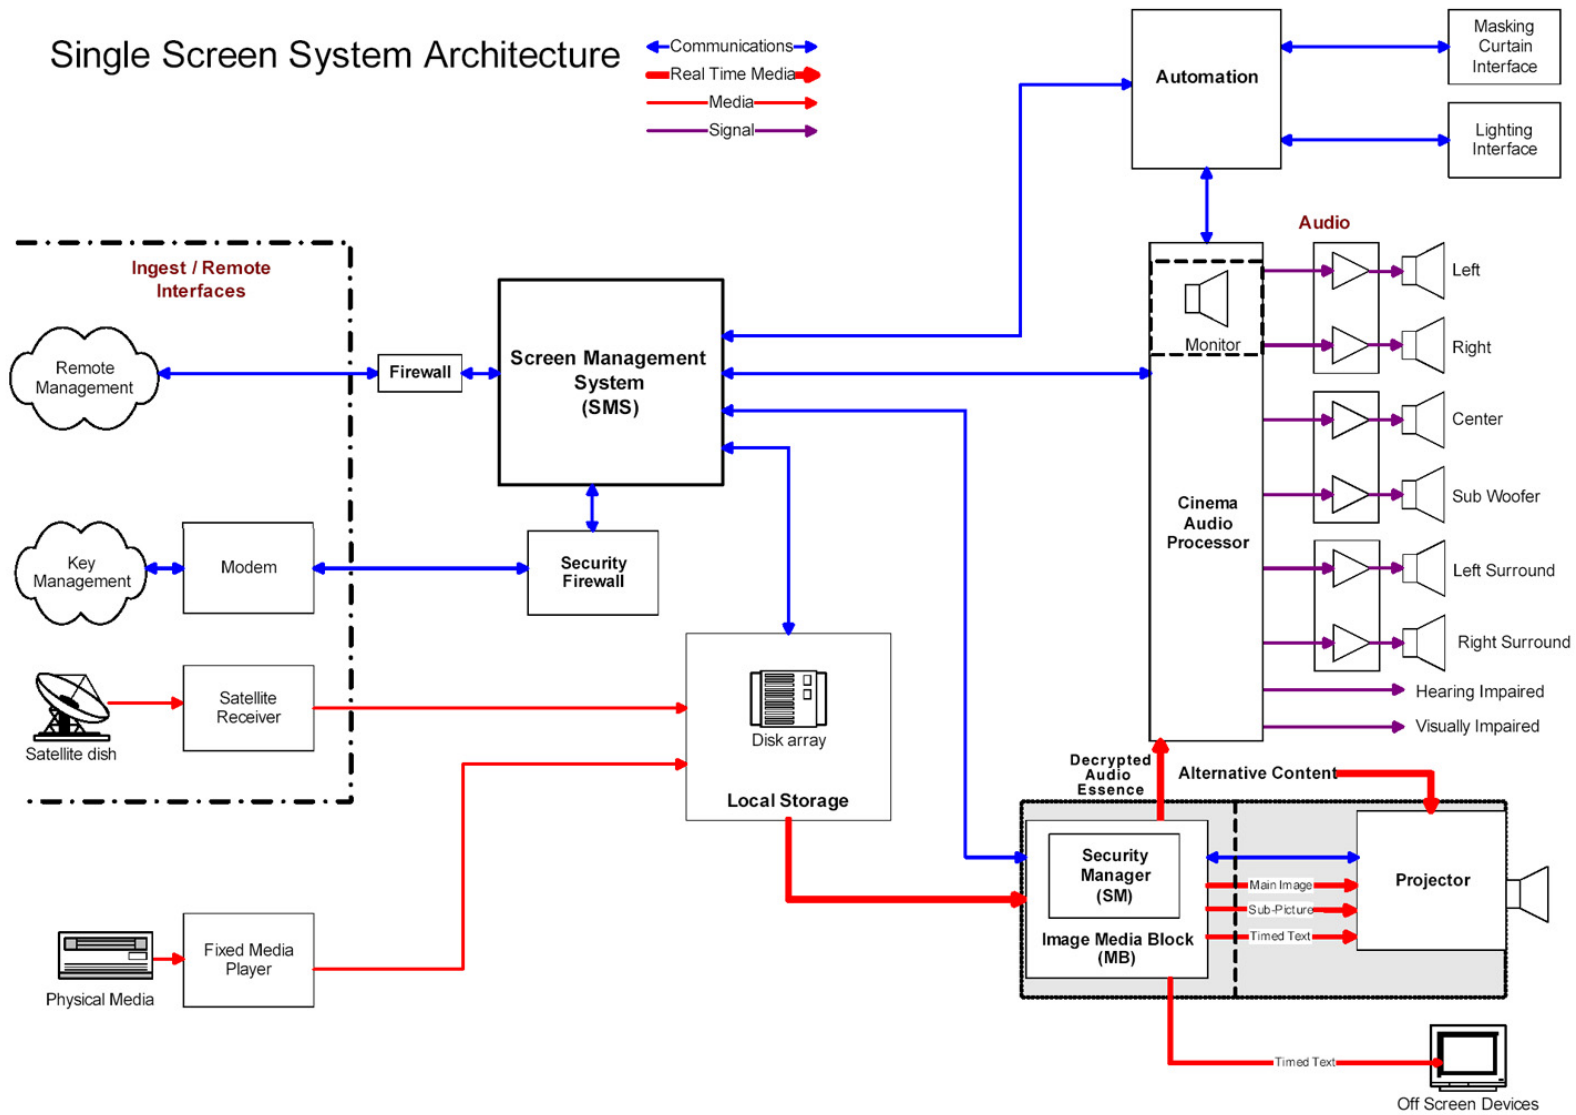 Single Screen System Architecture
Communications
Real Time Media
Media
Signal
Automation
Masking
Curtain
Interface
Lighting
Interface
Audio
Ingest / Remote
Interfaces
Remote
Management
Firewall
Screen Management
System
(SMS)
Monitor
Left
Right
Center
Sub Woofer
Left Surround
Right Surround
Hearing Impaired
Visually Impaired
Cinema
Audio
Processor
Key
Management
Modem
Security
Firewall
Satellite dish
Satellite
Receiver
Disk array
Local Storage
Decrypted
Audio
Essence
Alternative Content
Security
Manager
(SM)
Image Media Block
(MB)
Main Image
Sub-Picture
Timed Text
Projector
Physical Media
Fixed Media
Player
Timed Text
Off Screen Devices